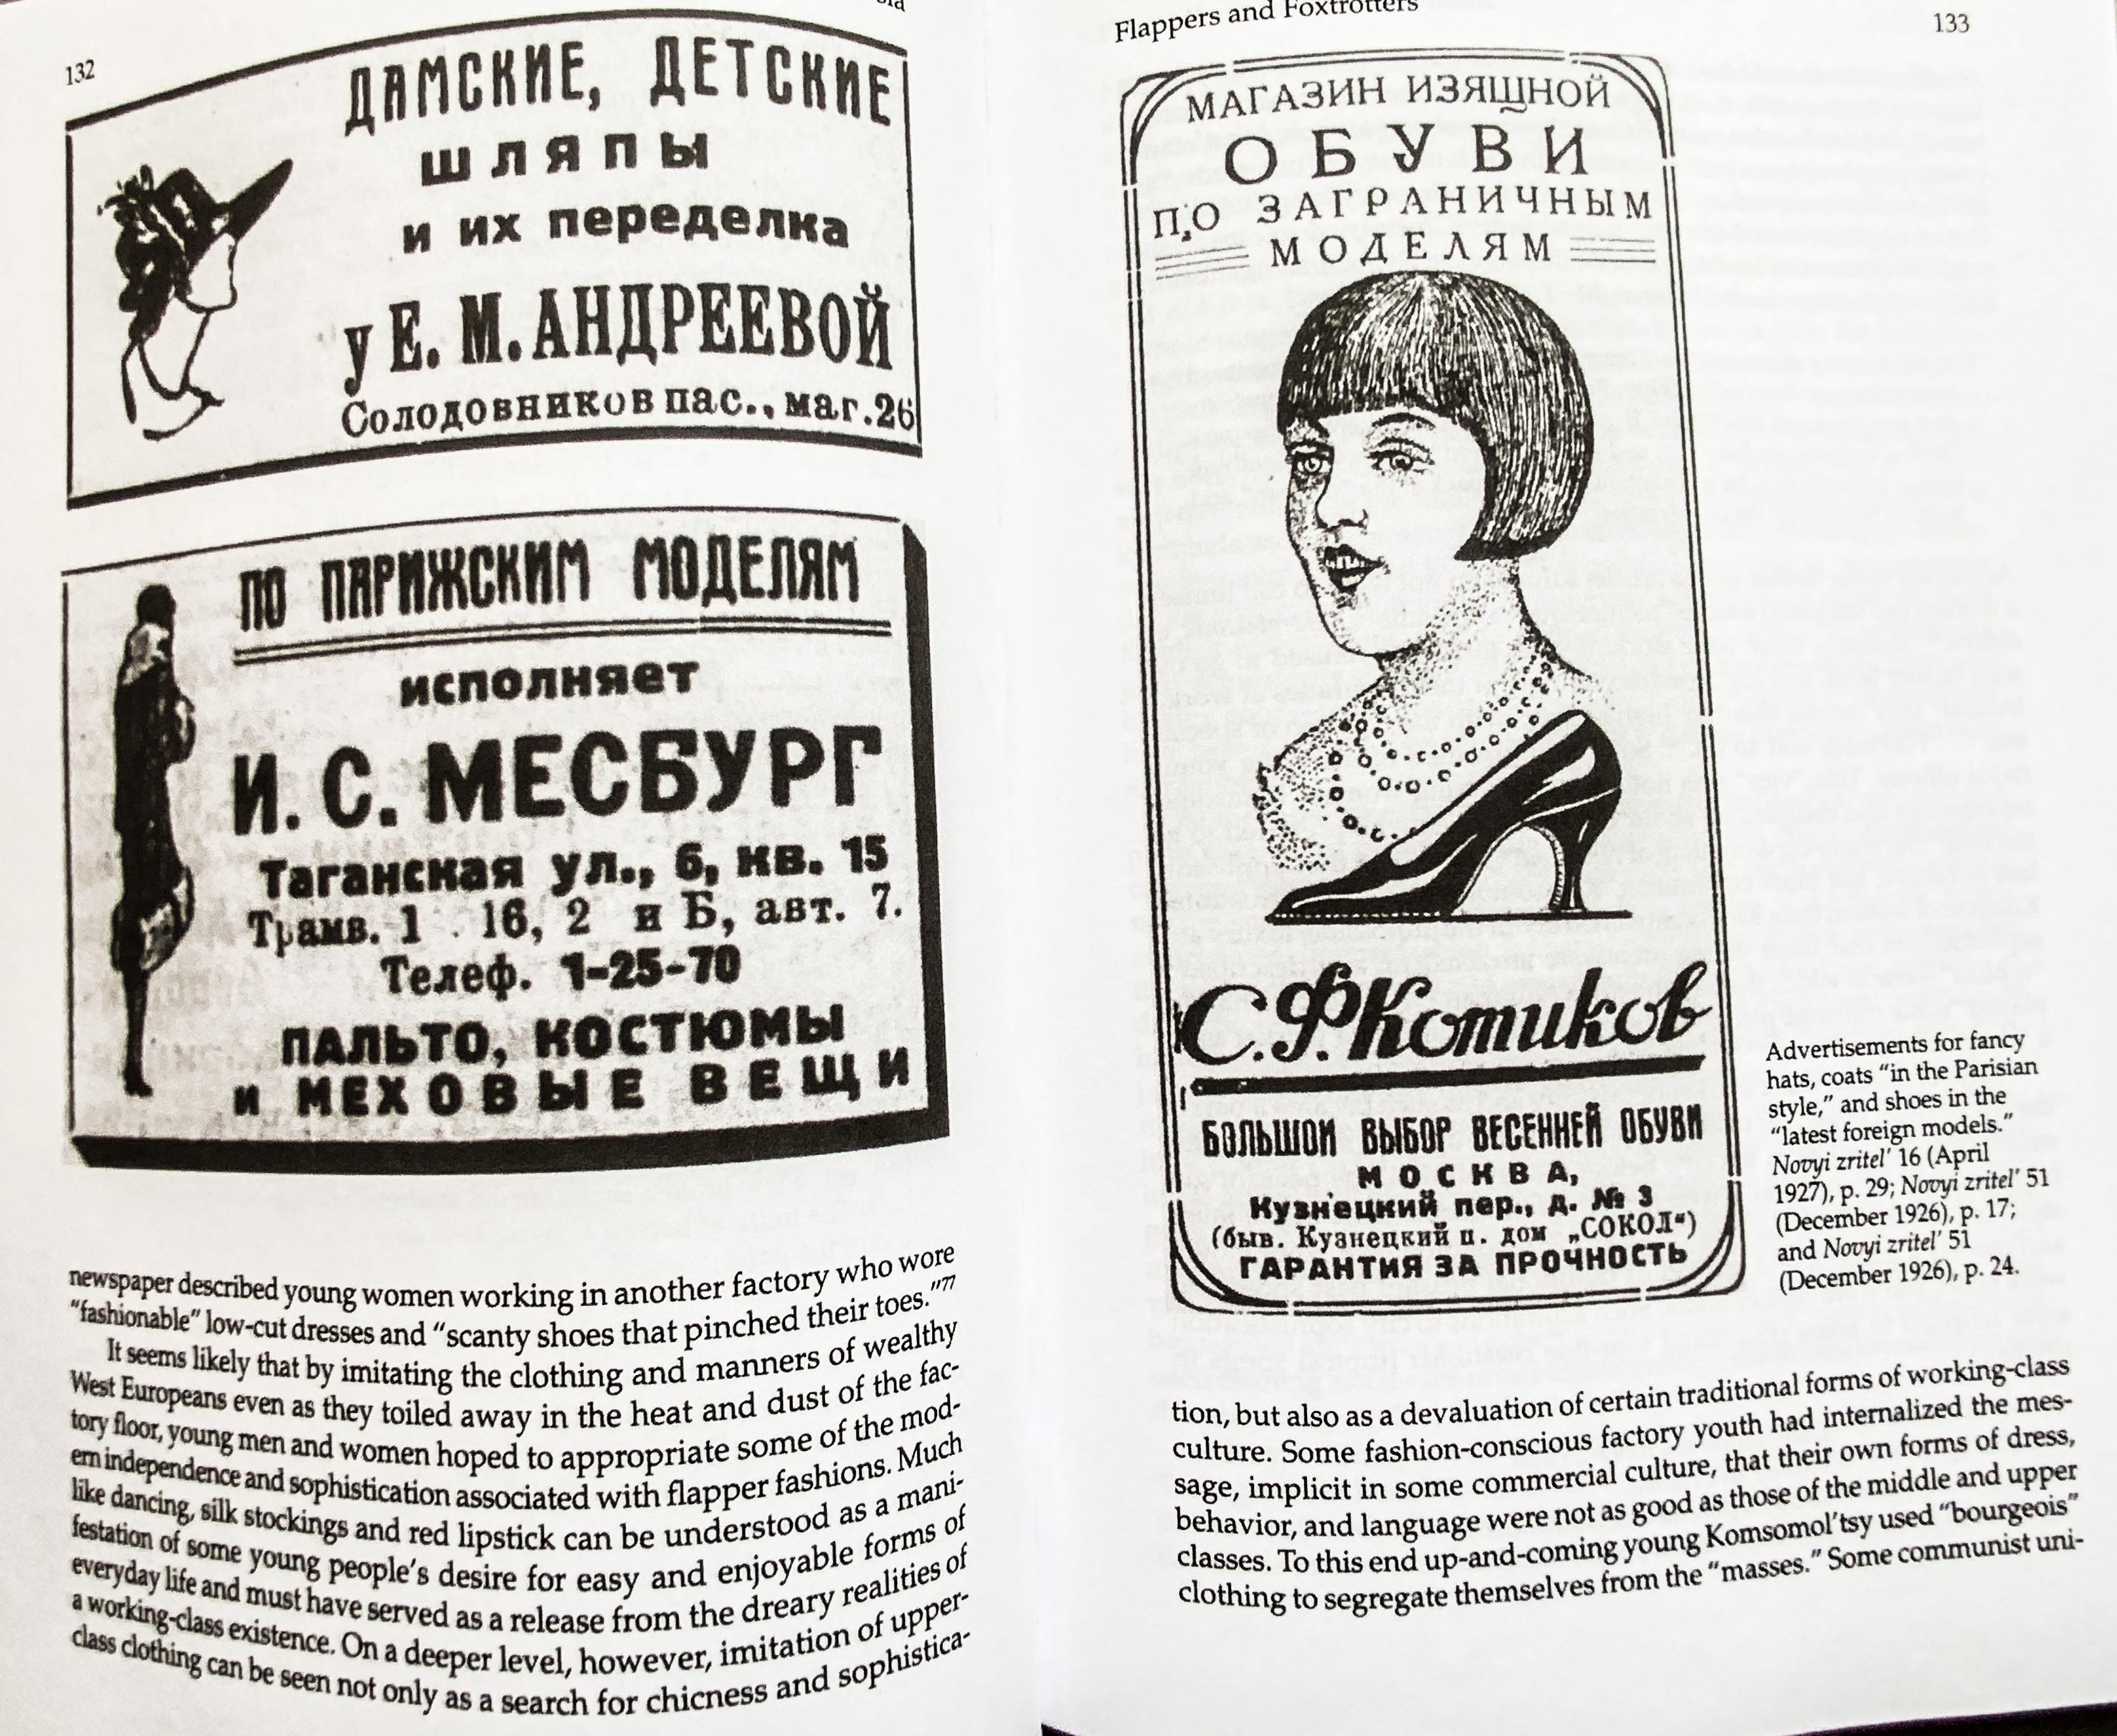 132
ДАМСКИЕ, ДЕТСКИЕ
ШЛЯПЫ
и их переделка
у Е. М. АНДРЕЕВОЙ
Солодовников пас., маг. 26
ПО ПАРИЖСКИМ МОДЕЛЯМ
исполняет
И. С. МЕСБУРГ
Таганская ул., 6, кв. 15
Трамв. 1 . 16, 2 и Б, авт. 7.
Телеф. 1-25-70
ПАЛЬТО, КОСТЮМЫ
и МЕХОВЫЕ ВЕЩИ
newspaper described young women working in another factory who wore
"fashionable" low-cut dresses and "scanty shoes that pinched their toes."77
It seems likely that by imitating the clothing and manners of wealthy
West Europeans even as they toiled away in the heat and dust of the fac-
tory floor, young men and women hoped to appropriate some of the mod-
ern independence and sophistication associated with flapper fashions. Much
like dancing, silk stockings and red lipstick can be understood as a mani-
festation of some young people's desire for easy and enjoyable forms of
everyday life and must have served as a release from the dreary realities of
a working-class existence. On a deeper level, however, imitation of upper-
class clothing can be seen not only as a search for chicness and sophistica-
Flappers and Foxtrotters
133
МАГАЗИН ИЗЯЩНОЙ
ОБУВИ
ПО ЗАГРАНИЧНЫМ
МОДЕЛЯМ
С. Ф. Котиков
БОЛЬШОЙ ВЫБОР ВЕСЕННЕЙ ОБУВИ
МОСКВА,
Кузнецкий пер., д. № 3
(быв. Кузнецкий п. дом „СОКОЛ“)
ГАРАНТИЯ ЗА ПРОЧНОСТЬ
Advertisements for fancy
hats, coats "in the Parisian
style," and shoes in the
"latest foreign models."
Novyi zritel' 16 (April
1927), p. 29; Novyi zritel' 51
(December 1926), p. 17;
and Novyi zritel' 51
(December 1926), p. 24.
tion, but also as a devaluation of certain traditional forms of working-class
culture. Some fashion-conscious factory youth had internalized the mes-
sage, implicit in some commercial culture, that their own forms of dress,
behavior, and language were not as good as those of the middle and upper
classes. To this end up-and-coming young Komsomol'tsy used "bourgeois"
clothing to segregate themselves from the "masses." Some communist uni-